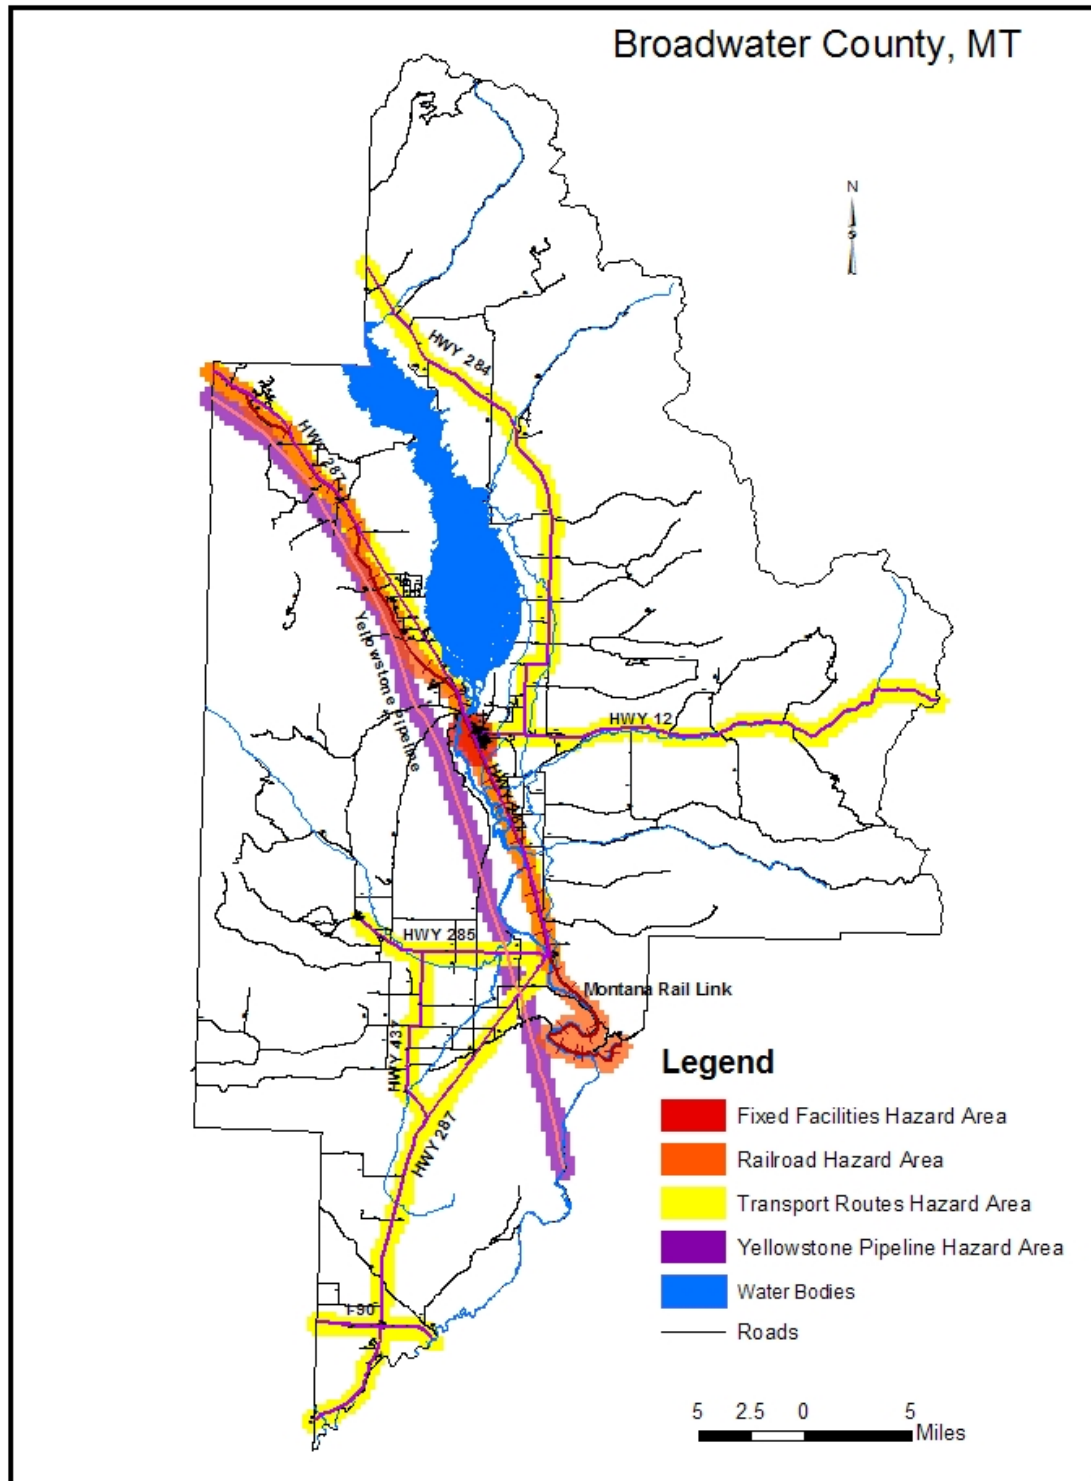 Broadwater County, MT
N
S
HWY 284
HWY 287
Yellowstone pipeline
HWY 12
HWY 285
Montana Rail Link
HWY 437
HWY 287
I-90
Legend
Fixed Facilities Hazard Area
Railroad Hazard Area
Transport Routes Hazard Area
Yellowstone Pipeline Hazard Area
Water Bodies
Roads
5 2.5 0 5
Miles